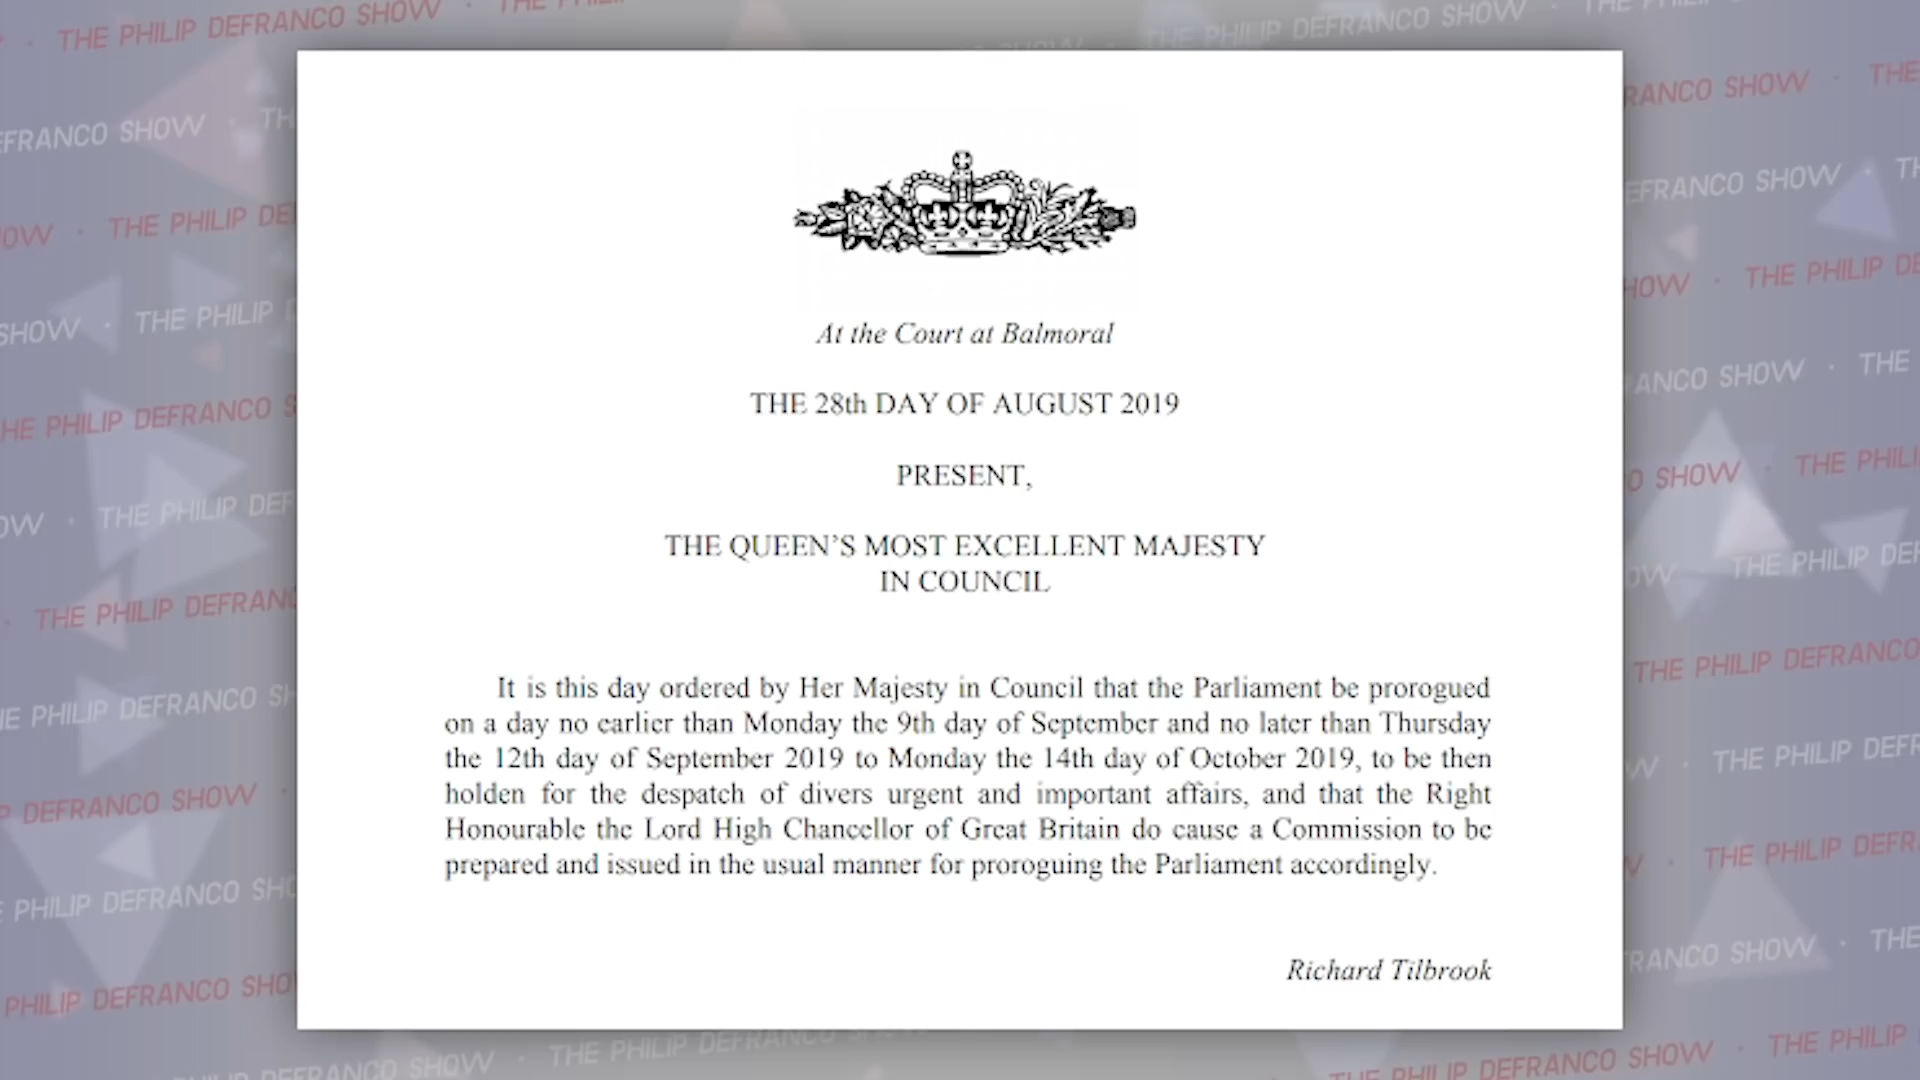 At the Court at Balmoral
THE 28th DAY OF AUGUST 2019
PRESENT,
THE QUEEN'S MOST EXCELLENT MAJESTY
IN COUNCIL
It is this day ordered by Her Majesty in Council that the Parliament be prorogued
on a day no earlier than Monday the 9th day of September and no later than Thursday
the 12th day of September 2019 to Monday the 14th day of October 2019, to be then
holden for the despatch of divers urgent and important affairs, and that the Right
Honourable the Lord High Chancellor of Great Britain do cause a Commission to be
prepared and issued in the usual manner for proroguing the Parliament accordingly.
Richard Tilbrook
THE PHILIP DEFRANCO SHOW